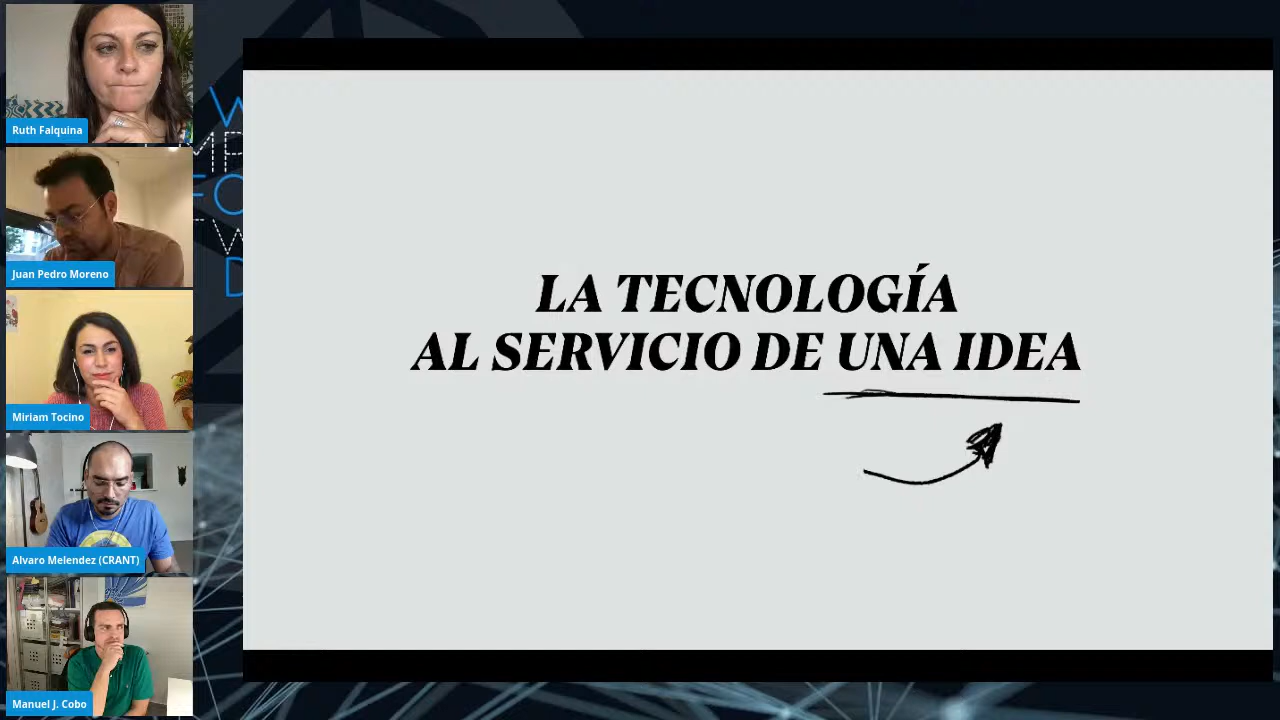 Ruth Falquina
Juan Pedro Moreno
Miriam Tocino
Alvaro Melendez (CRANT)
Manuel J. Cobo
LA TECNOLOGÍA
AL SERVICIO DE UNA IDEA